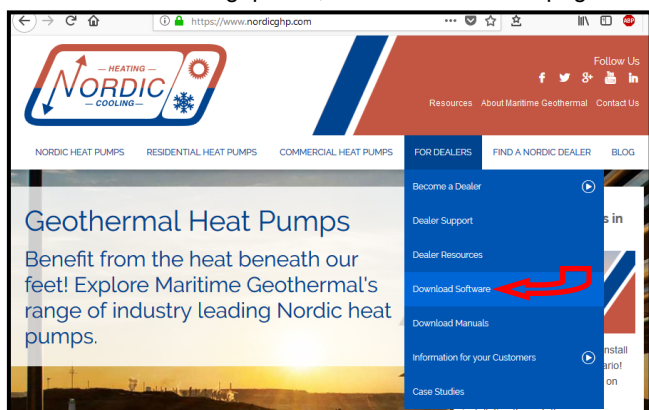 https://www.nordicghp.com
ABP
HEATING
NORDIC
COOLING
Follow Us
Resources About Maritime Geothermal Contact Us
NORDIC HEAT PUMPS RESIDENTIAL HEAT PUMPS COMMERCIAL HEAT PUMPS FOR DEALERS FIND A NORDIC DEALER BLOG
Become a Dealer
Dealer Support
Dealer Resources
Download Software
Download Manuals
Information for your Customers
Case Studies
Geothermal Heat Pumps
Benefit from the heat beneath our
feet! Explore Maritime Geothermal's
range of industry leading Nordic heat
pumps.
s in
on